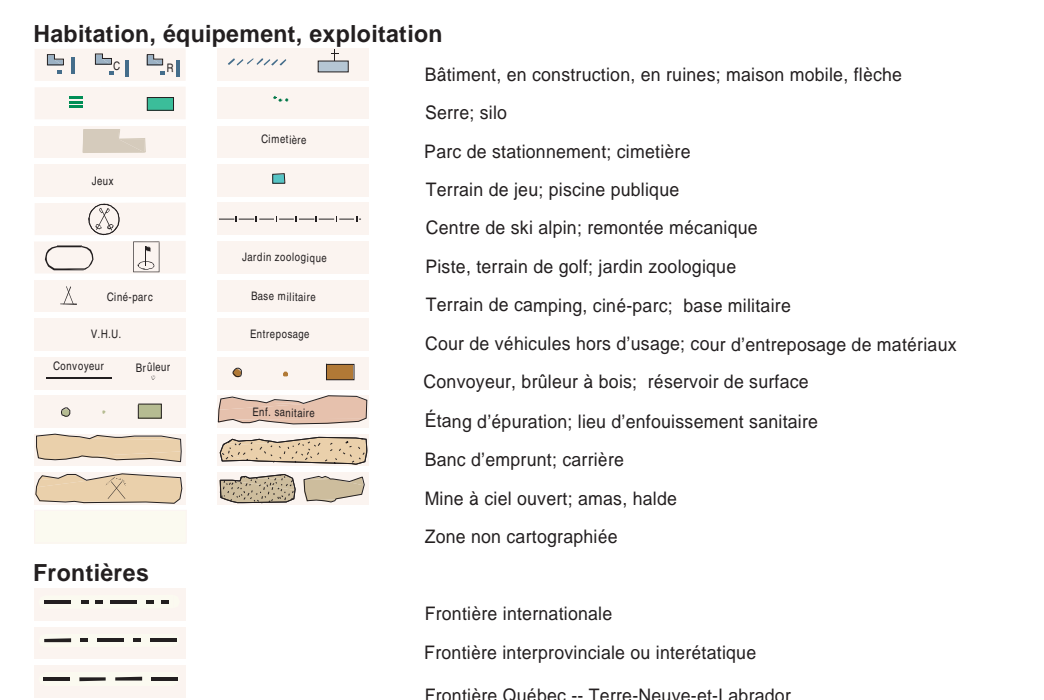 Habitation, équipement, exploitation
C R Bâtiment, en construction, en ruines; maison mobile, flèche
Serre; silo
Cimetière Parc de stationnement; cimetière
Jeux Terrain de jeu; piscine publique
Centre de ski alpin; remontée mécanique
Jardin zoologique Piste, terrain de golf; jardin zoologique
Ciné-parc Base militaire Terrain de camping, ciné-parc; base militaire
V.H.U. Entreposage Cour de véhicules hors d'usage; cour d'entreposage de matériaux
Convoyeur Brûleur Convoyeur, brûleur à bois; réservoir de surface
Enf. sanitaire Étang d'épuration; lieu d'enfouissement sanitaire
Banc d'emprunt; carrière
Mine à ciel ouvert; amas, halde
Zone non cartographiée
Frontières
Frontière internationale
Frontière interprovinciale ou interétatique
Frontière Québec -- Terre-Neuve-et-Labrador